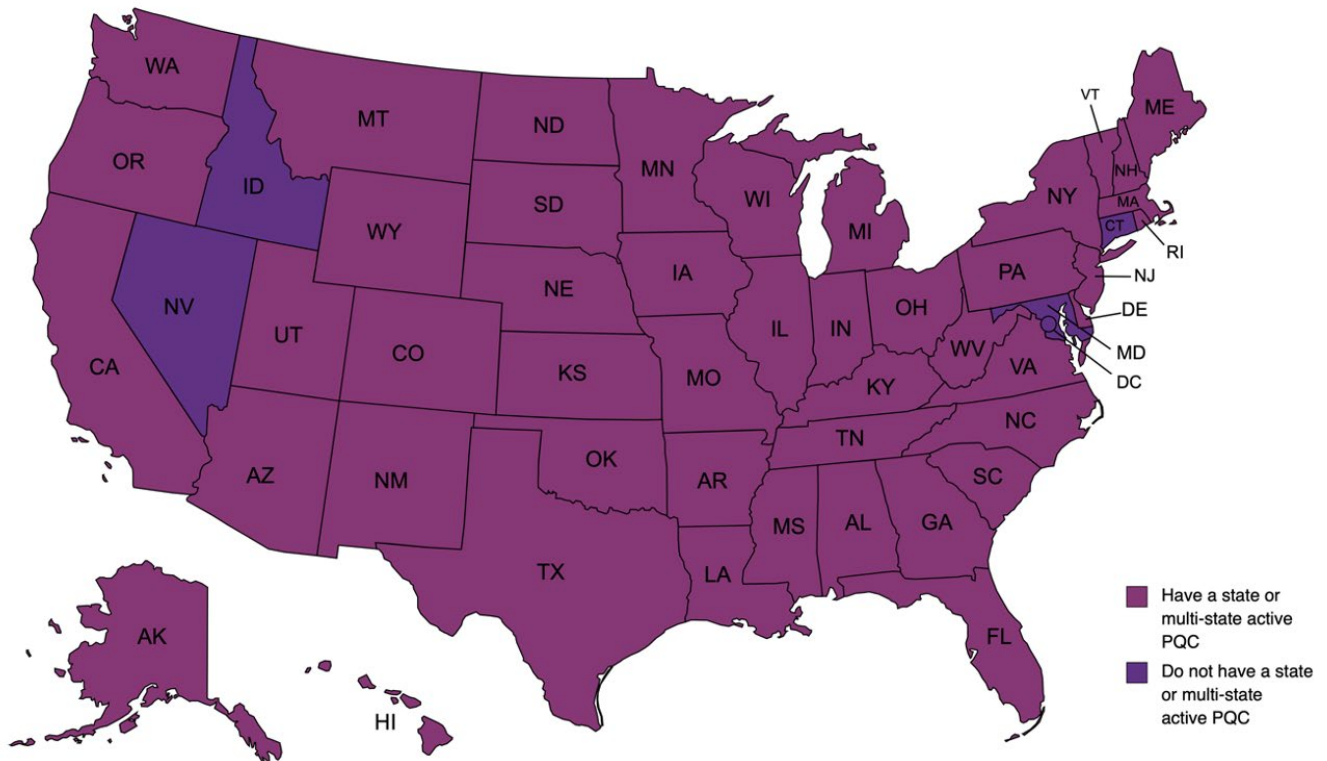 WA
MT
ND
MN
VT
ME
OR
ID
SD
WI
NY
NH
MA
WY
MI
CT
RI
IA
PA
NJ
NE
NV
OH
DE
UT
IL
IN
CO
WV
MD
CA
KS
MO
VA
DC
KY
NC
TN
OK
AZ
NM
AR
SC
MS
AL
GA
TX
LA
AK
FL
HI
Have a state or
multi-state active
PQC
Do not have a state
or multi-state
active PQC